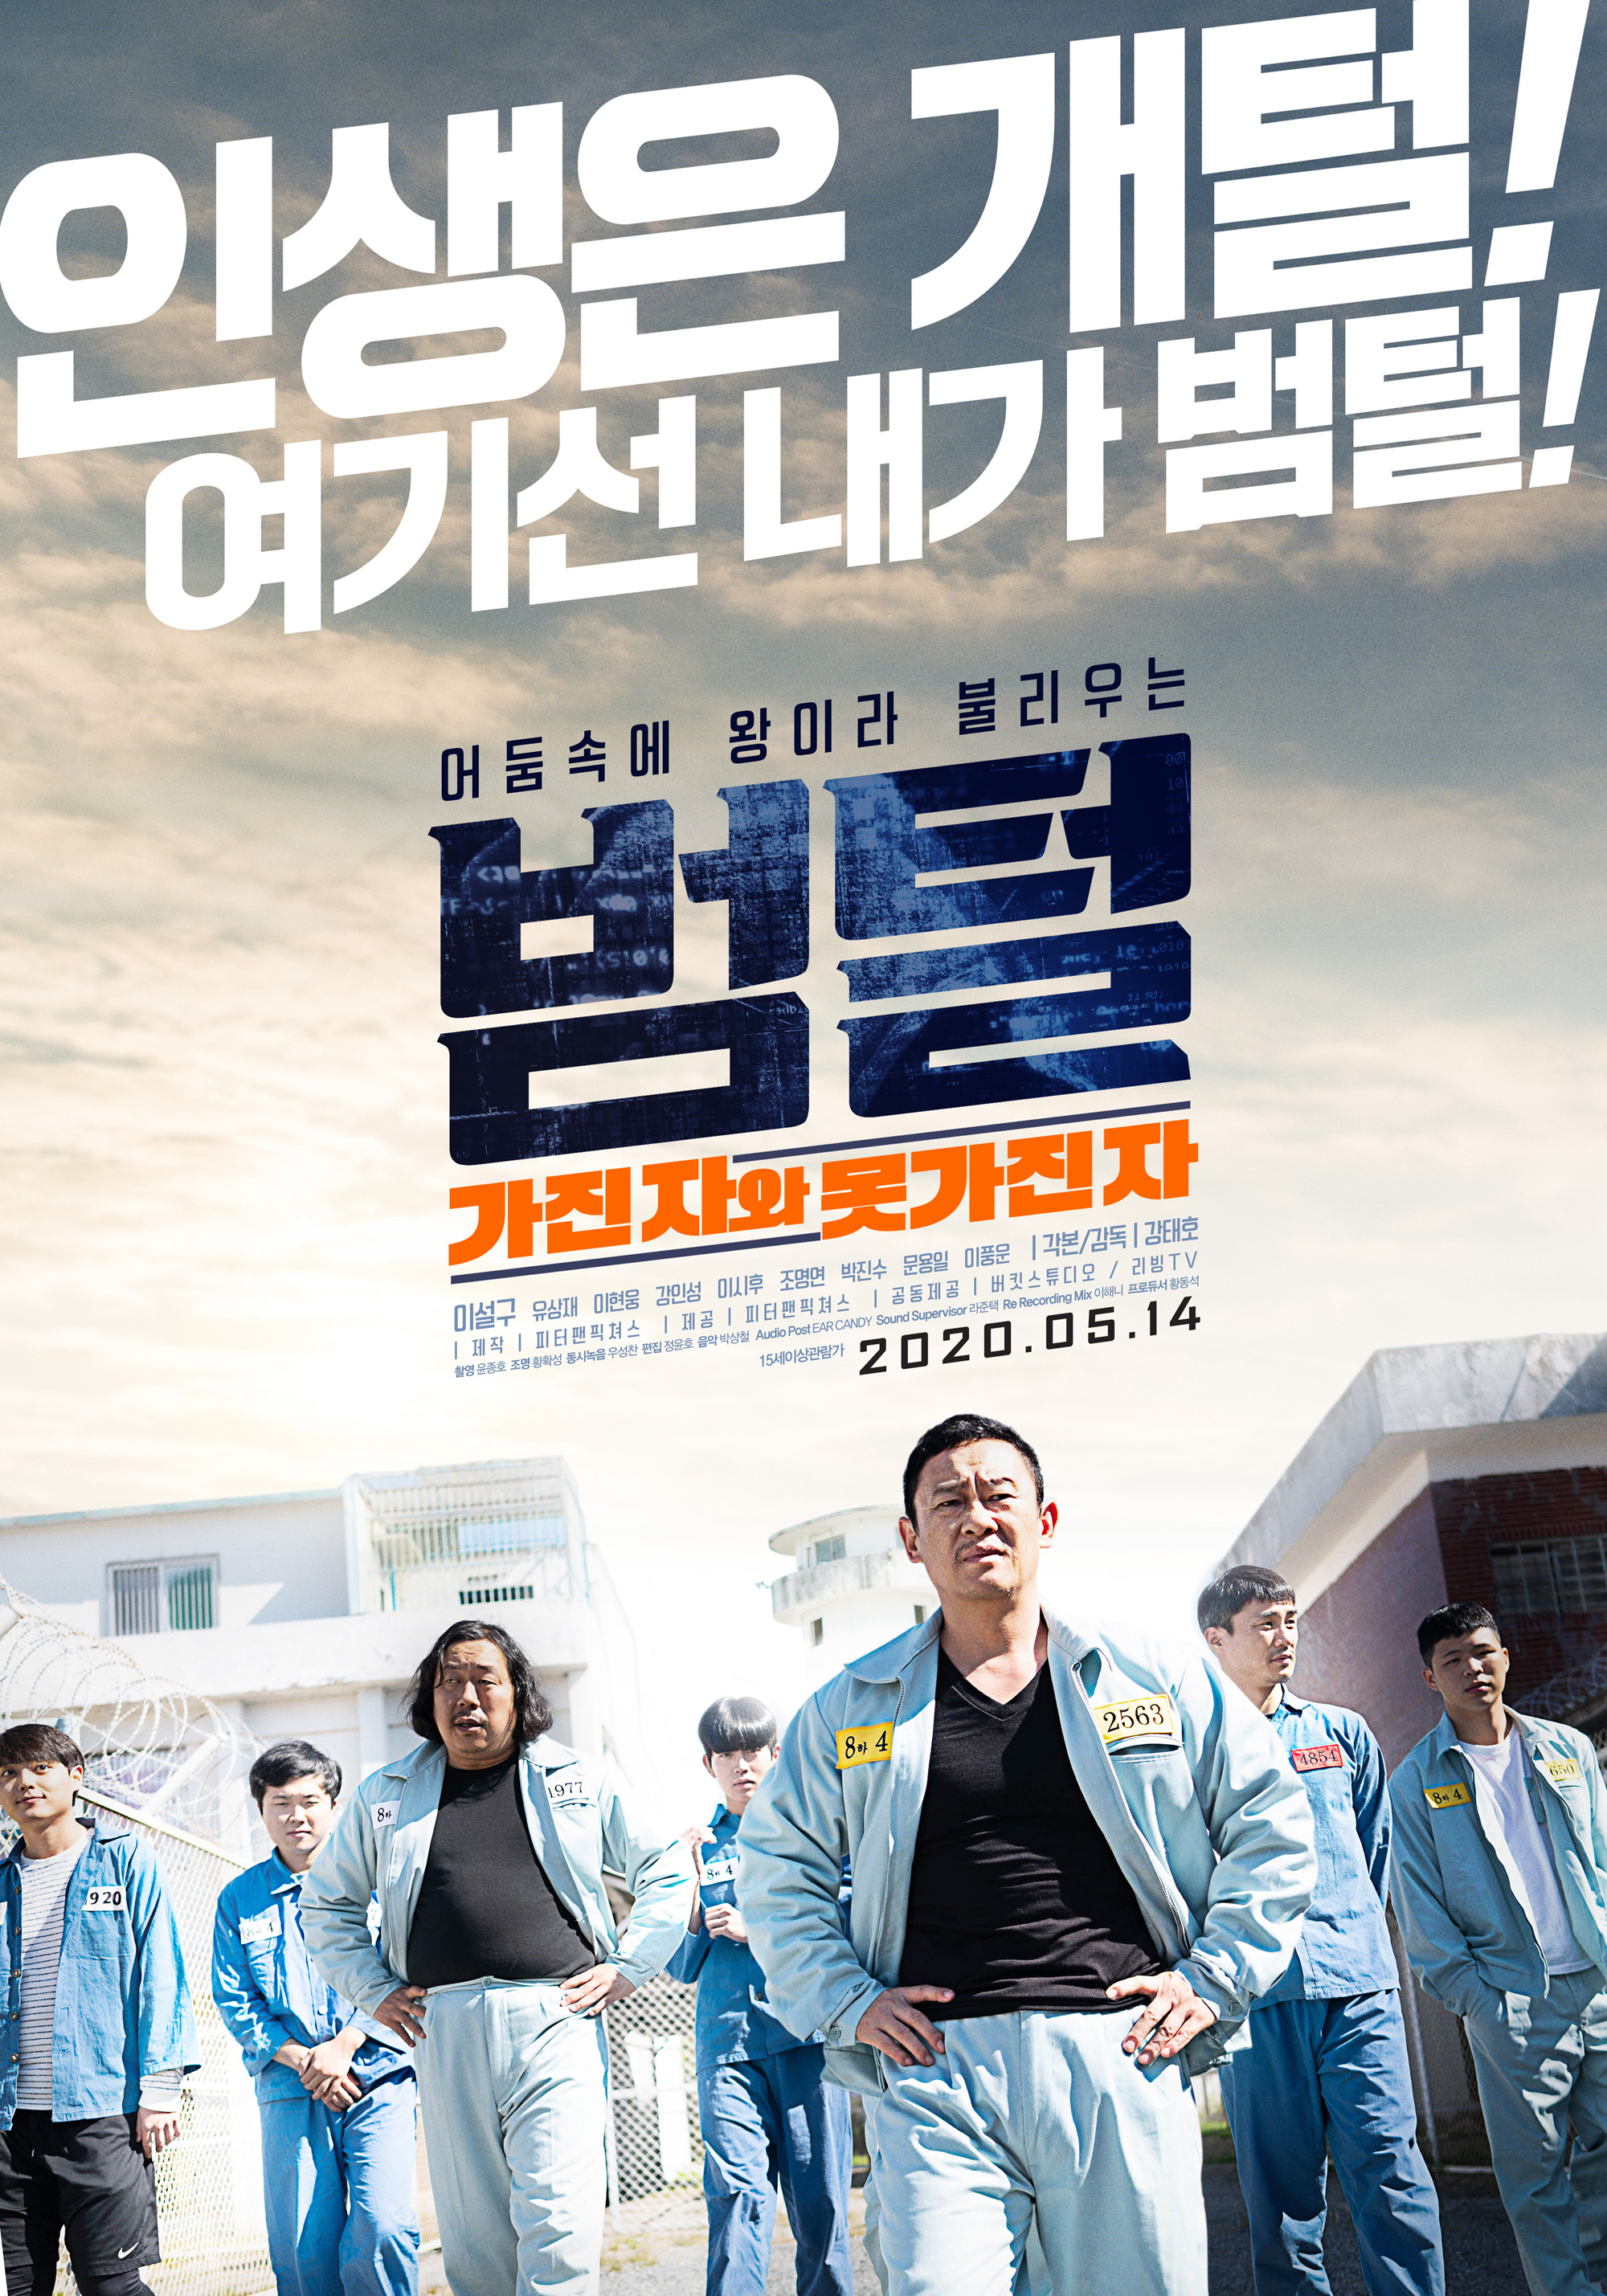 인생은 개털!
여기선 내가 범털!
어둠속에 왕이라 불리우는
범털
가진 자와 못가진 자
이설구 유상재 이현웅 강인성 이시후 조명연 박진수 문용일 이풍운 | 각본/감독 | 강태호
| 제작 | 피터팬픽쳐스 | 제공 | 피터팬픽쳐스 | 공동제공 | 버킷스튜디오 / 리빙TV
촬영 윤종호 조명 황확성 동시녹음 우성찬 편집 정윤호 음악 박상철 Audio Post EAR CANDY Sound Supervisor 라준택 Re Recording Mix 이해니 프로듀서 황동석
15세이상관람가 2020.05.14
8하 4
2563
4854
8하 4
650
1977
8하
8하 4
920